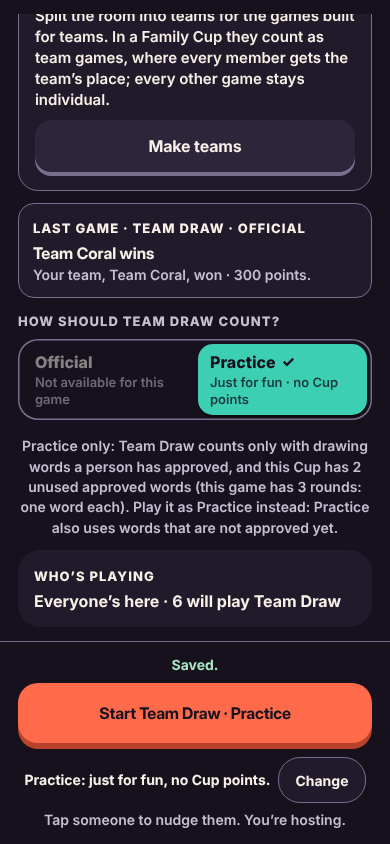 Split the room into teams for the games built
for teams. In a Family Cup they count as
team games, where every member gets the
team’s place; every other game stays
individual.
Make teams
LAST GAME · TEAM DRAW · OFFICIAL
Team Coral wins
Your team, Team Coral, won · 300 points.
HOW SHOULD TEAM DRAW COUNT?
Official
Not available for this
game
Practice ✓
Just for fun · no Cup
points
Practice only: Team Draw counts only with drawing
words a person has approved, and this Cup has 2
unused approved words (this game has 3 rounds:
one word each). Play it as Practice instead: Practice
also uses words that are not approved yet.
WHO’S PLAYING
Everyone’s here · 6 will play Team Draw
Saved.
Start Team Draw · Practice
Practice: just for fun, no Cup points.
Change
Tap someone to nudge them. You’re hosting.